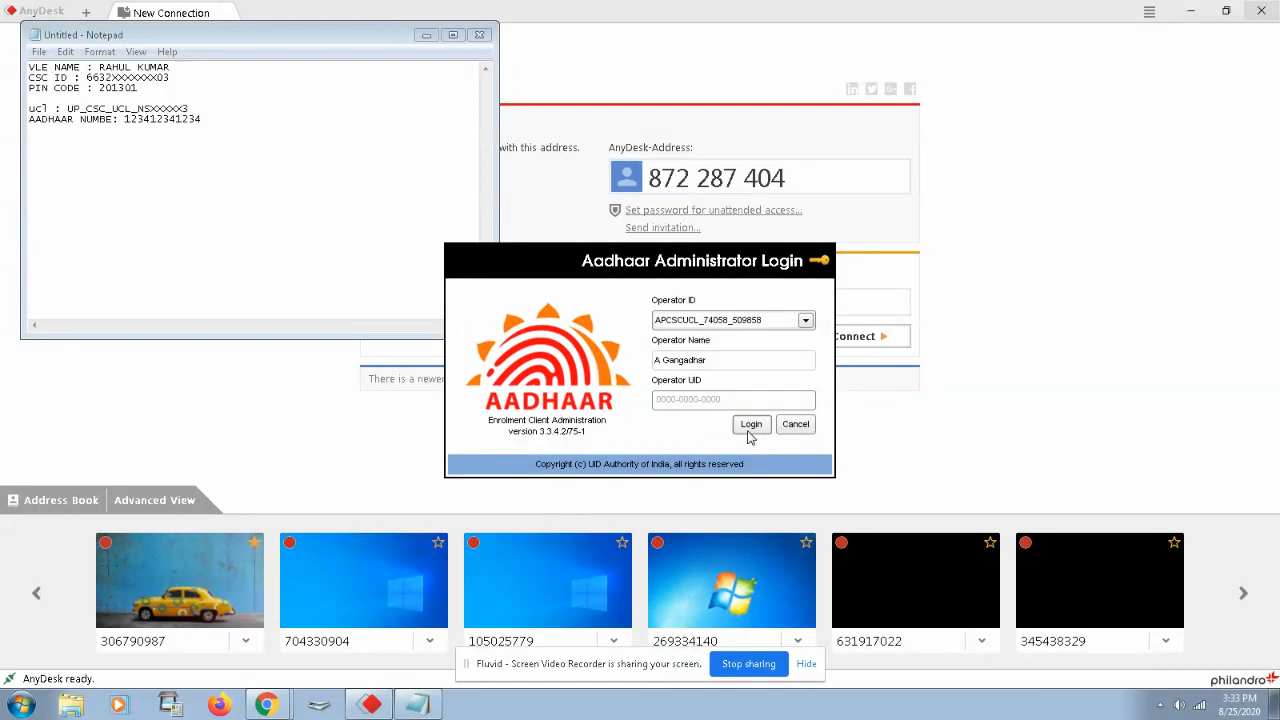 AnyDesk
New Connection
Untitled - Notepad
File Edit Format View Help
VLE NAME : RAHUL KUMAR
CSC ID : 6632XXXXXXX03
PIN CODE : 201301
ucl : UP_CSC_UCL_NSXXXXX3
AADHAAR NUMBE: 123412341234
with this address.
AnyDesk-Address:
872 287 404
Set password for unattended access...
Send invitation...
Connect
There is a newer
Aadhaar Administrator Login
Operator ID
APCSCUCL_74058_509858
Operator Name
A Gangadhar
Operator UID
0000-0000-0000
Login Cancel
AADHAAR
Enrolment Client Administration
version 3.3.4.2/75-1
Copyright (c) UID Authority of India, all rights reserved
Address Book Advanced View
306790987 704330904 105025779 269334140 631917022 345438329
Fluvid - Screen Video Recorder is sharing your screen. Stop sharing Hide
AnyDesk ready.
philandro
3:33 PM
8/25/2020